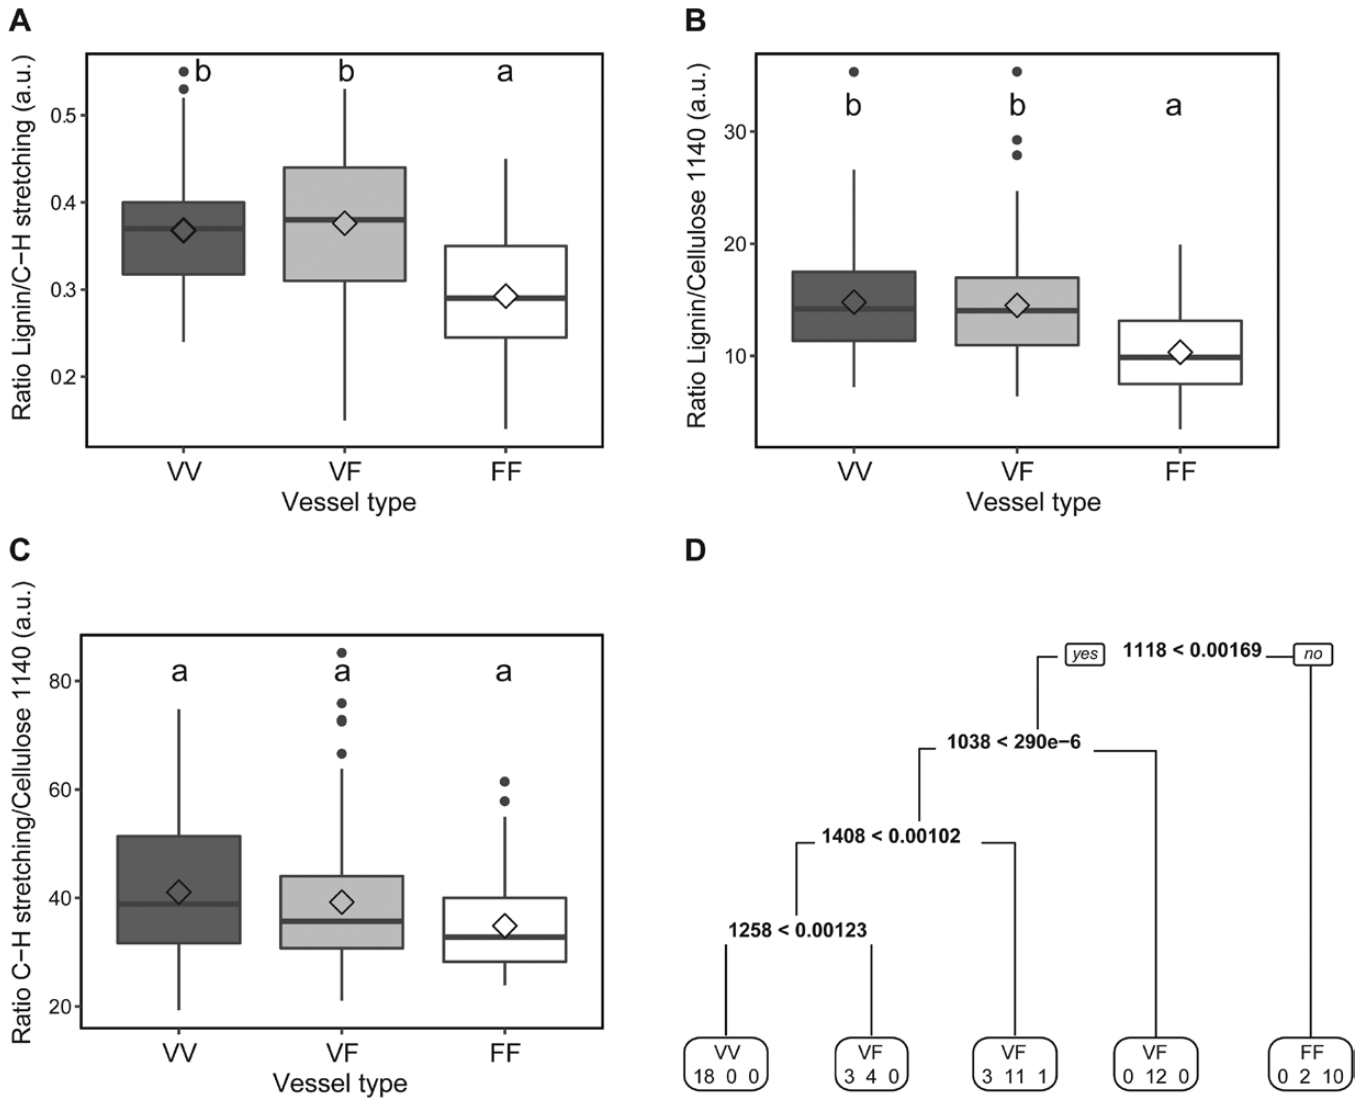 A
Ratio Lignin/C−H stretching (a.u.)
0.5
0.4
0.3
0.2
b b a
VV VF FF
Vessel type
B
Ratio Lignin/Cellulose 1140 (a.u.)
30
20
10
b b a
VV VF FF
Vessel type
C
Ratio C−H stretching/Cellulose 1140 (a.u.)
80
60
40
20
a a a
VV VF FF
Vessel type
D
yes 1118 < 0.00169 no
1038 < 290e−6
1408 < 0.00102
1258 < 0.00123
VV VF VF VF FF
18 0 0 3 4 0 3 11 1 0 12 0 0 2 10